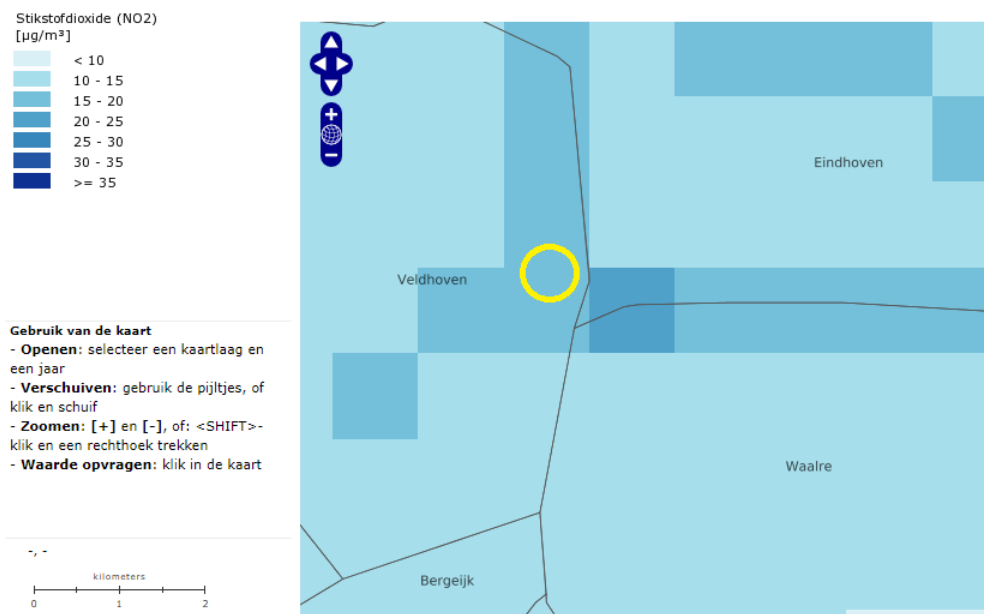 Stikstofdioxide (NO2)
[µg/m³]
< 10
10 - 15
15 - 20
20 - 25
25 - 30
30 - 35
>= 35
Eindhoven
Veldhoven
Gebruik van de kaart
- Openen: selecteer een kaartlaag en
een jaar
- Verschuiven: gebruik de pijltjes, of
klik en schuif
- Zoomen: [+] en [-], of: <SHIFT>-
klik en een rechthoek trekken
- Waarde opvragen: klik in de kaart
Waalre
-, -
kilometers
0 1 2
Bergeijk